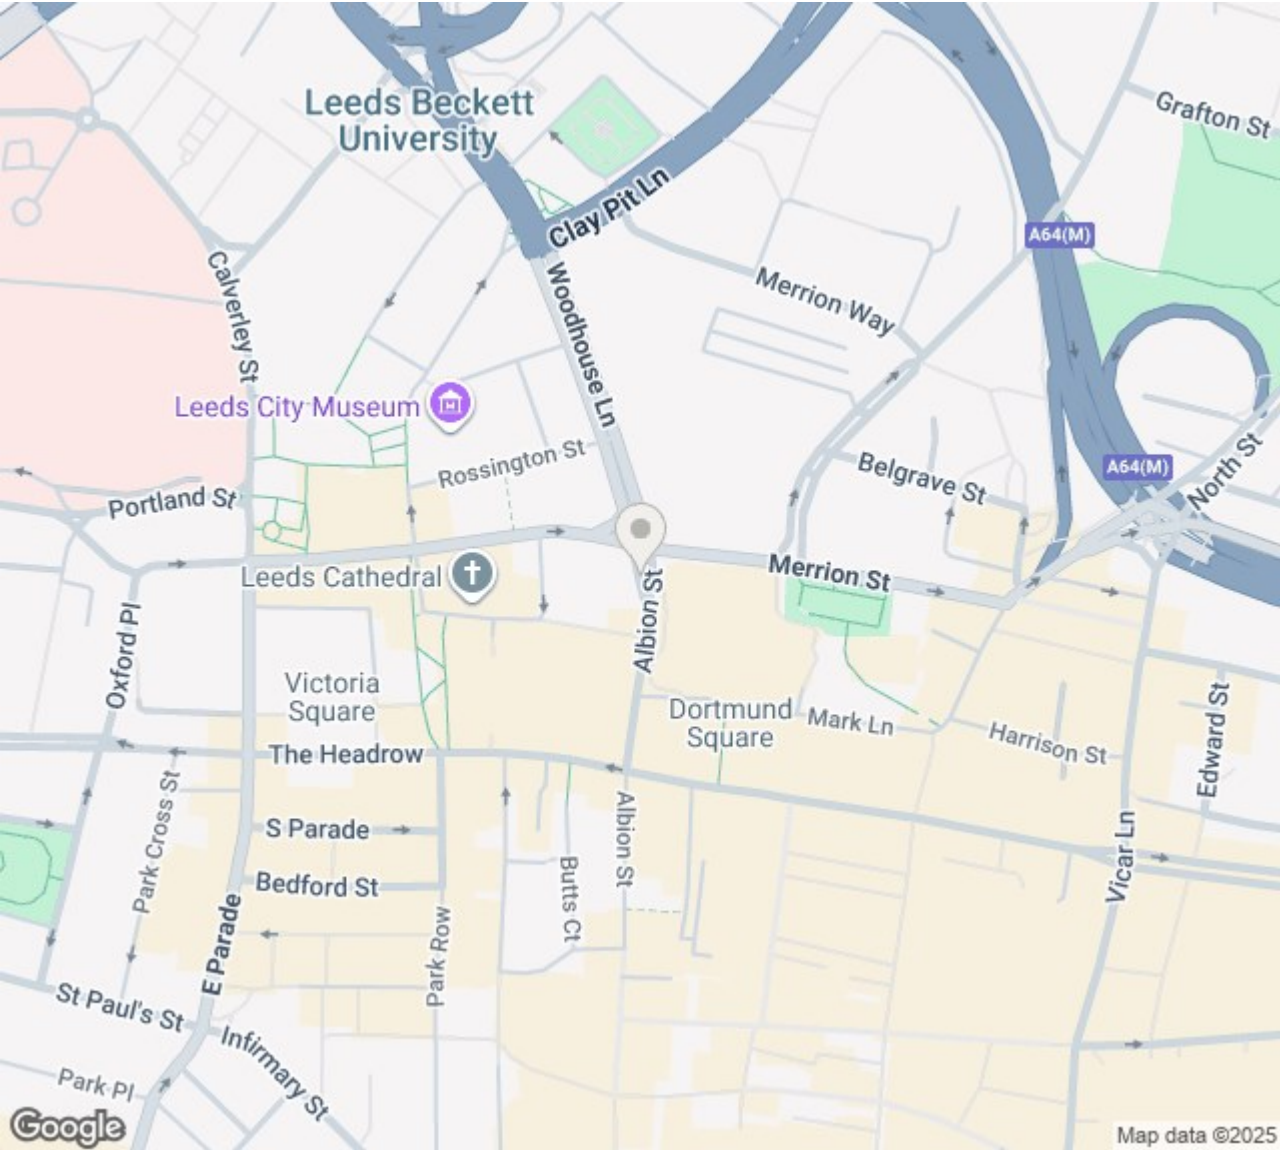 Leeds Beckett
University
Grafton St
Clay Pit Ln
A64(M)
Calverley St
Woodhouse Ln
Merrion Way
Leeds City Museum
Rossington St
Belgrave St
A64(M)
North St
Portland St
Leeds Cathedral
Merrion St
Oxford Pl
Albion St
Victoria
Square
Dortmund
Square
Mark Ln
Harrison St
Edward St
The Headrow
Park Cross St
S Parade
Albion St
Vicar Ln
Bedford St
Butts Ct
E Parade
Park Row
St Paul's St
Infirmary St
Park Pl
Google
Map data ©2025